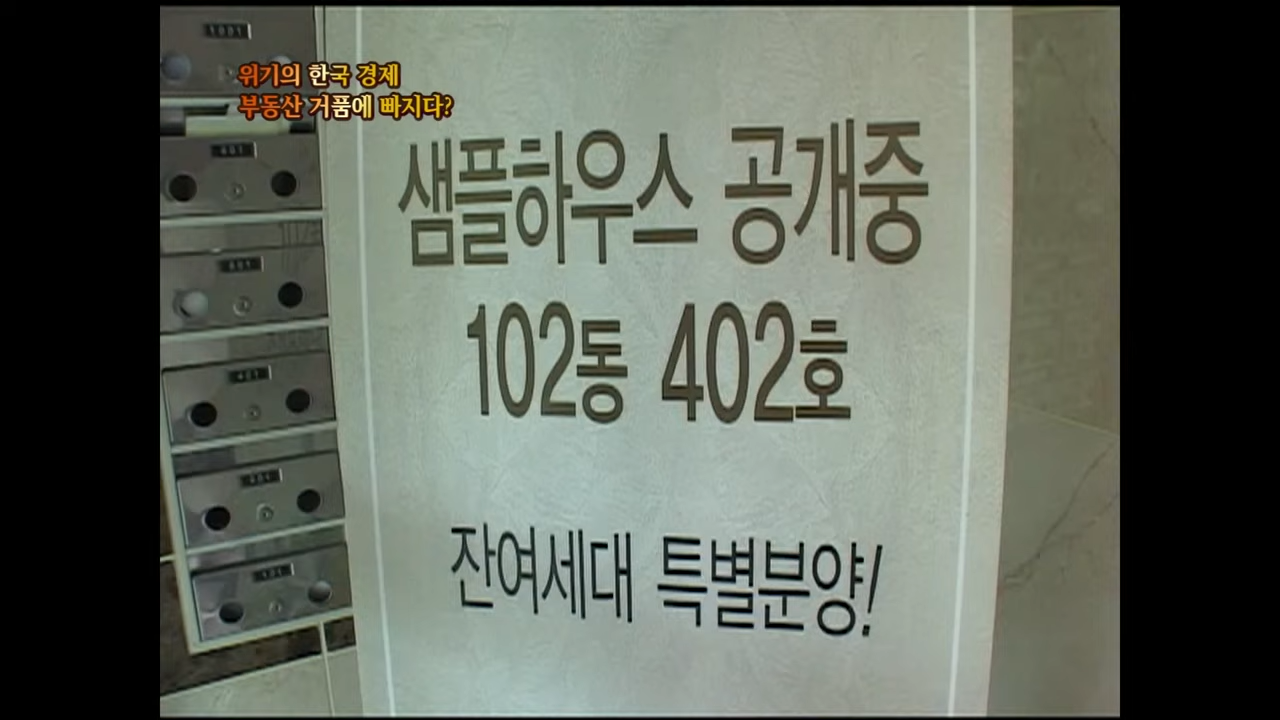 위기의 한국 경제
부동산 거품에 빠지다?
샘플하우스 공개중
102동 402호
잔여세대 특별분양!